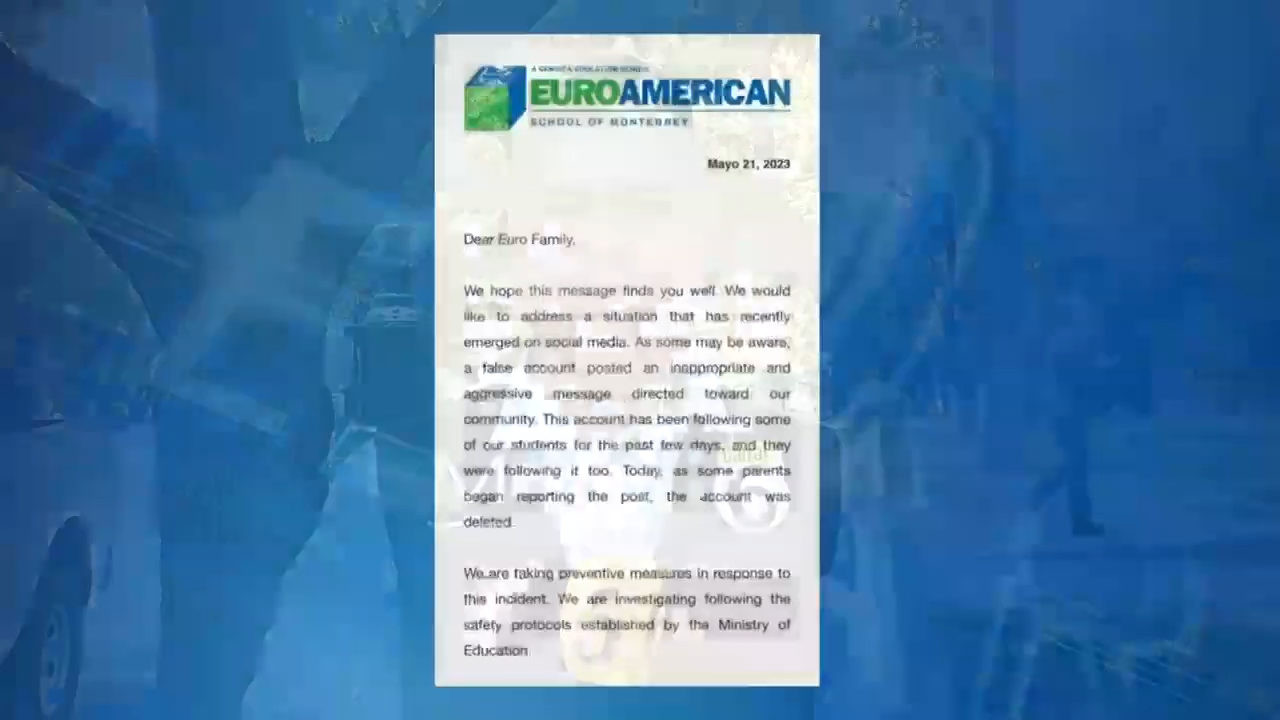 EUROAMERICAN
SCHOOL OF MONTERREY
Mayo 21, 2023
Dear Euro Family,
We hope this message finds you well. We would
like to address a situation that has recently
emerged on social media. As some may be aware,
a false account posted an inappropriate and
aggressive message directed toward our
community. This account has been following some
of our students for the past few days, and they
were following it too. Today, as some parents
began reporting the post, the account was
deleted.
We are taking preventive measures in response to
this incident. We are investigating following the
safety protocols established by the Ministry of
Education